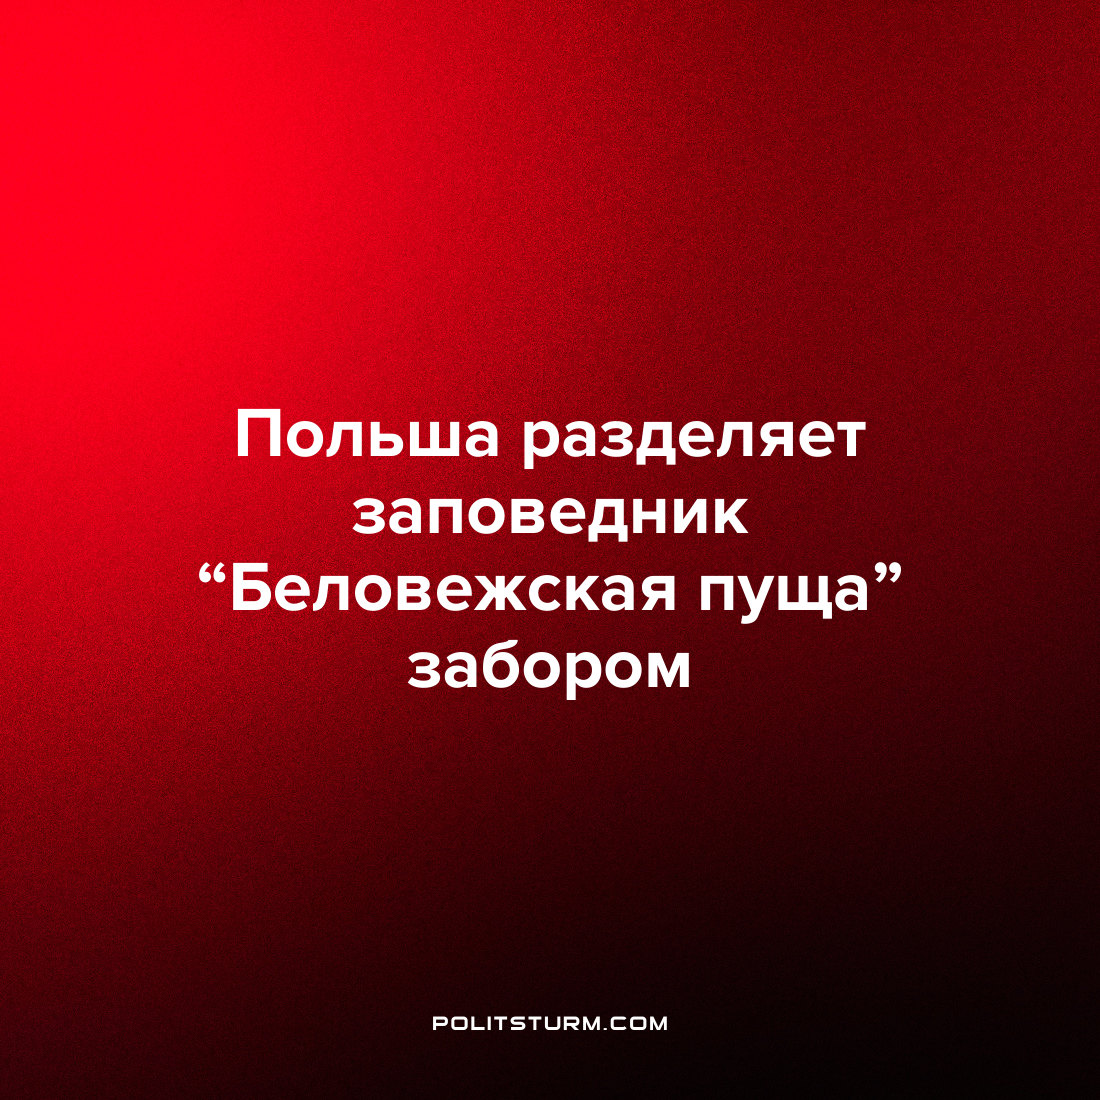 Польша разделяет
заповедник
“Беловежская пуща”
забором
POLITSTURM.COM